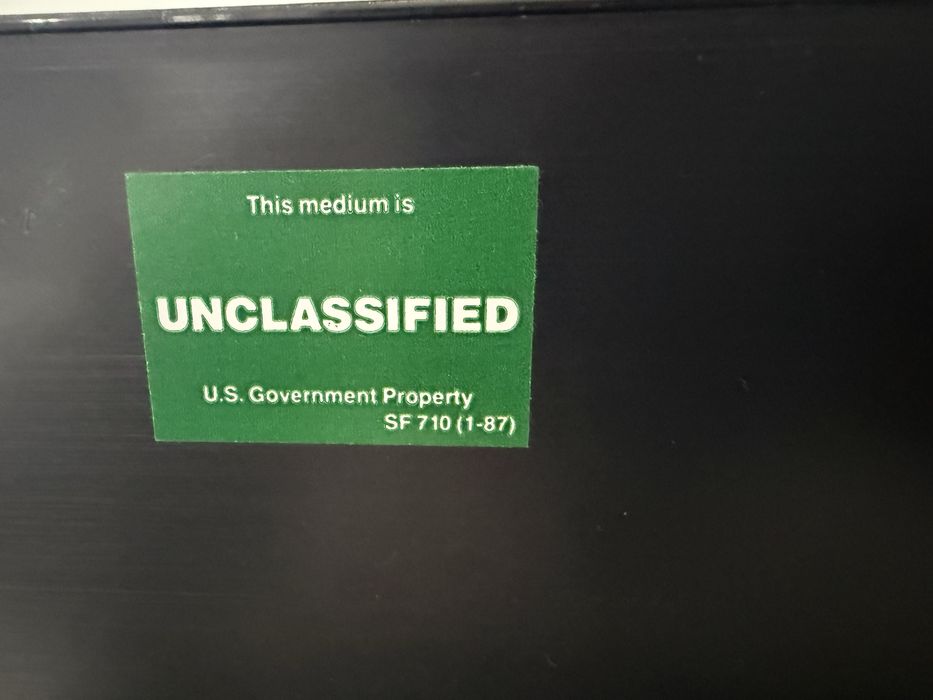 This medium is
UNCLASSIFIED
U.S. Government Property
SF 710 (1-87)